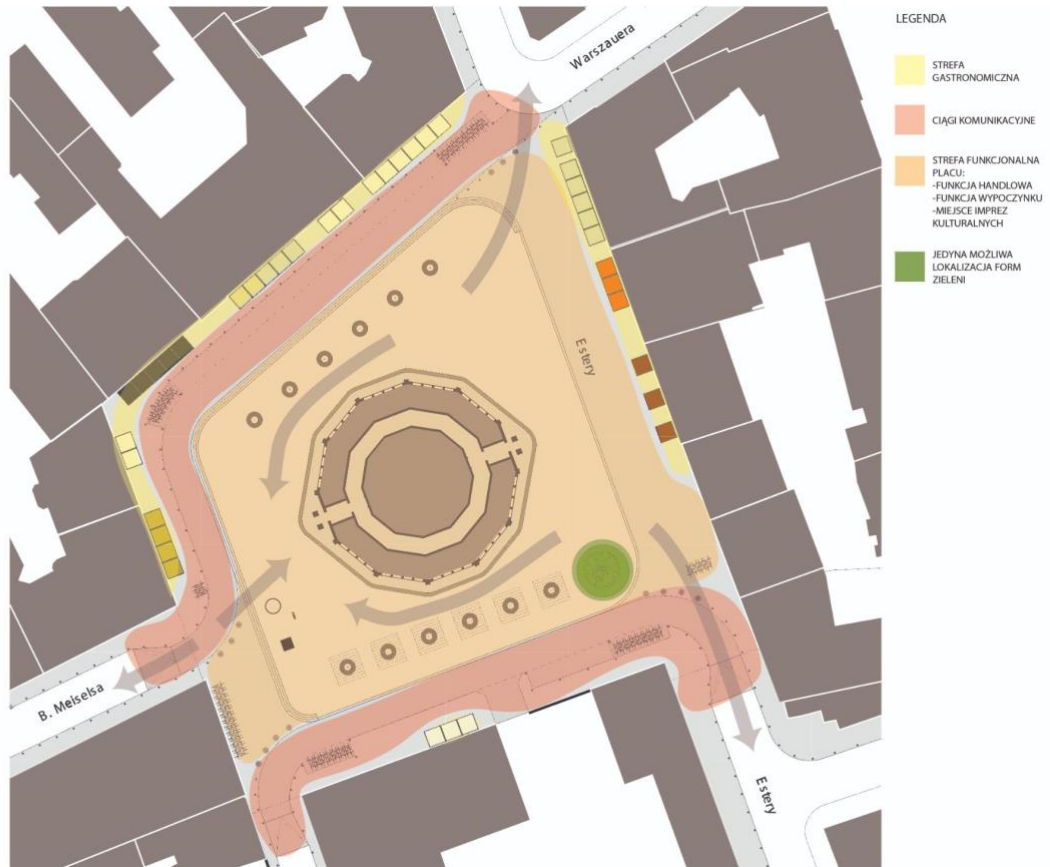 LEGENDA
STREFA
GASTRONOMICZNA
CIĄGI KOMUNIKACYJNE
STREFA FUNKCJONALNA
PLACU:
-FUNKCJA HANDLOWA
-FUNKCJA WYPOCZYNKU
-MIEJSCE IMPREZ
KULTURALNYCH
JEDYNA MOŻLIWA
LOKALIZACJA FORM
ZIELENI
Warszauera
Estery
B. Meiselsa
Estery